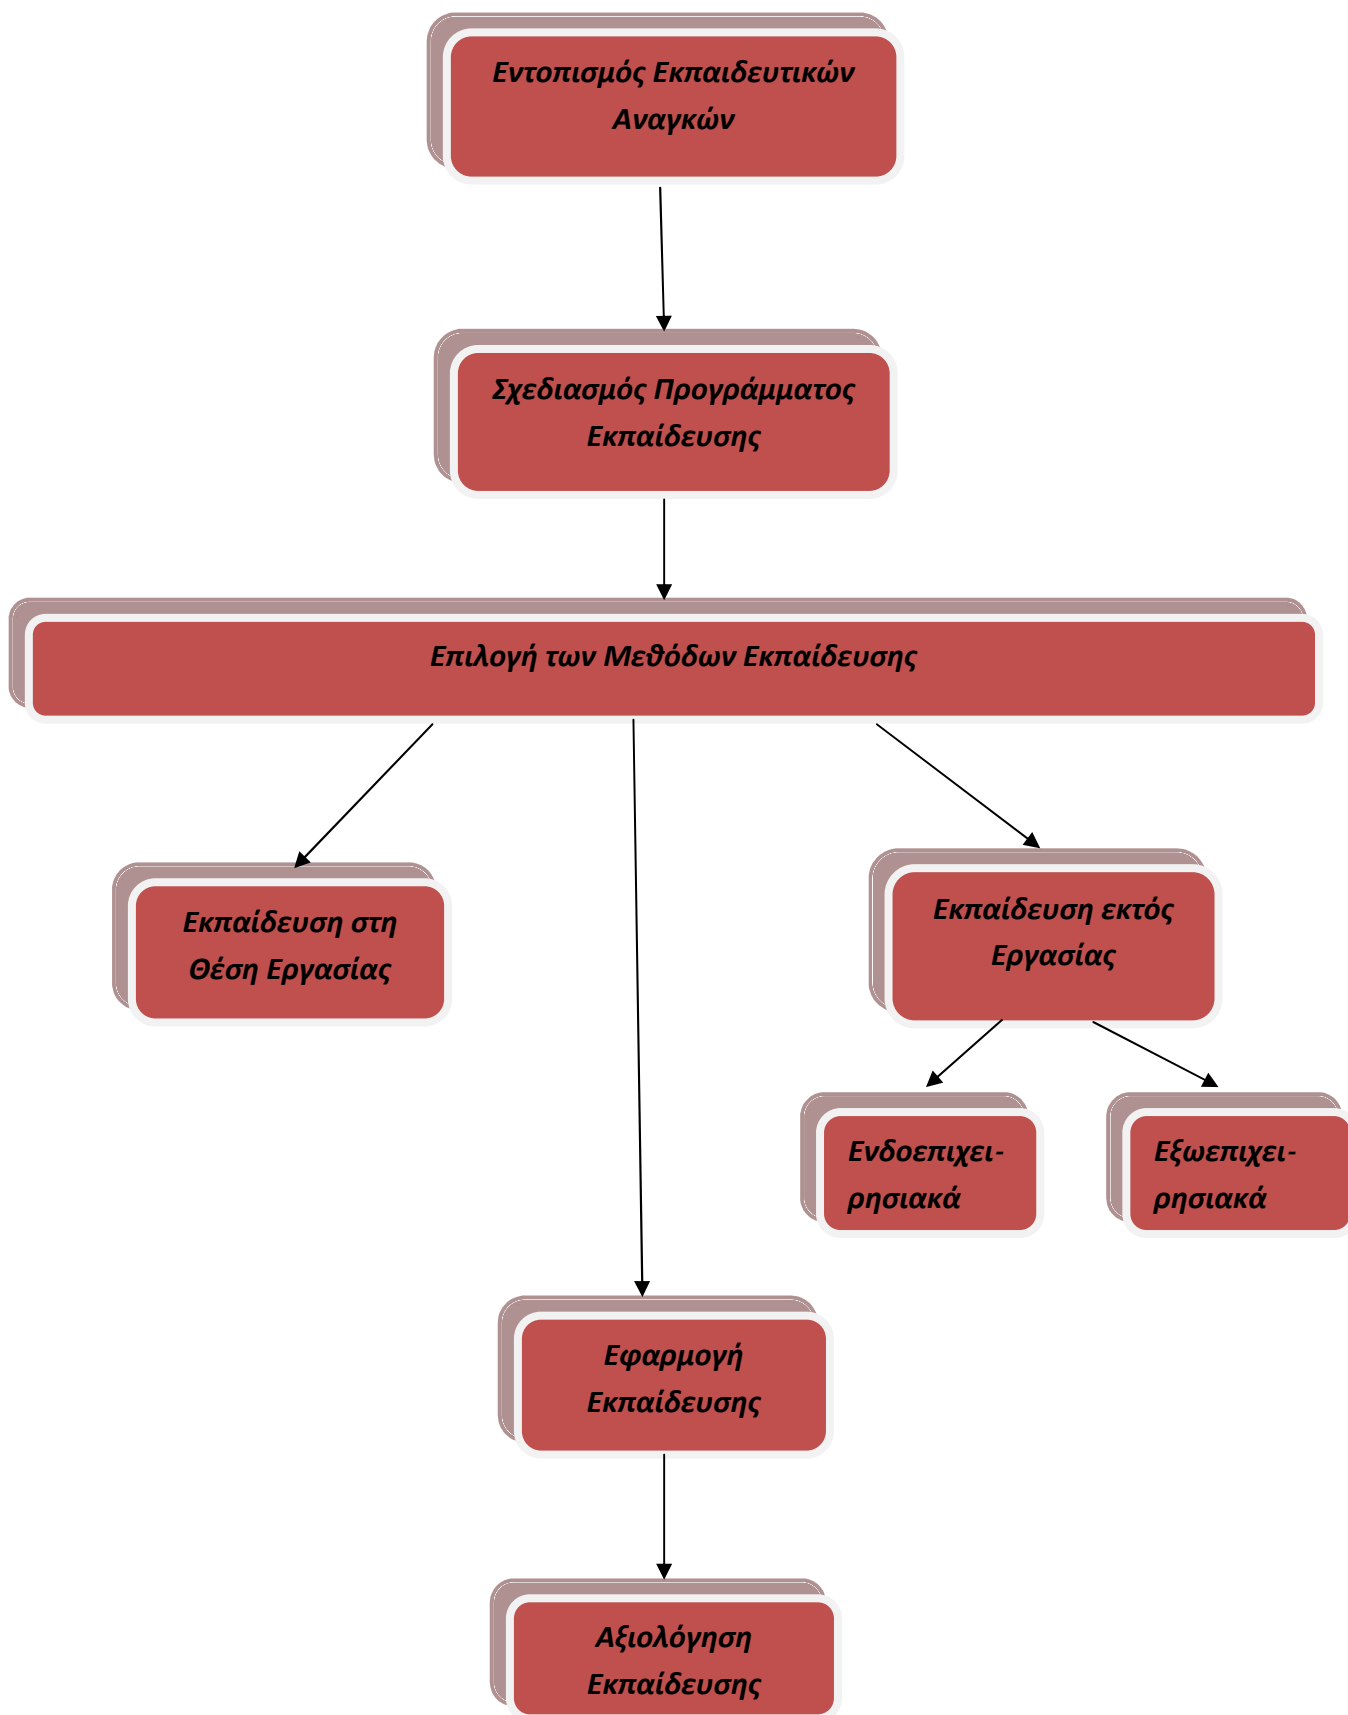 Εντοπισμός Εκπαιδευτικών
Αναγκών
Σχεδιασμός Προγράμματος
Εκπαίδευσης
Επιλογή των Μεθόδων Εκπαίδευσης
Εκπαίδευση στη
Θέση Εργασίας
Εκπαίδευση εκτός
Εργασίας
Ενδοεπιχει-
ρησιακά
Εξωεπιχει-
ρησιακά
Εφαρμογή
Εκπαίδευσης
Αξιολόγηση
Εκπαίδευσης